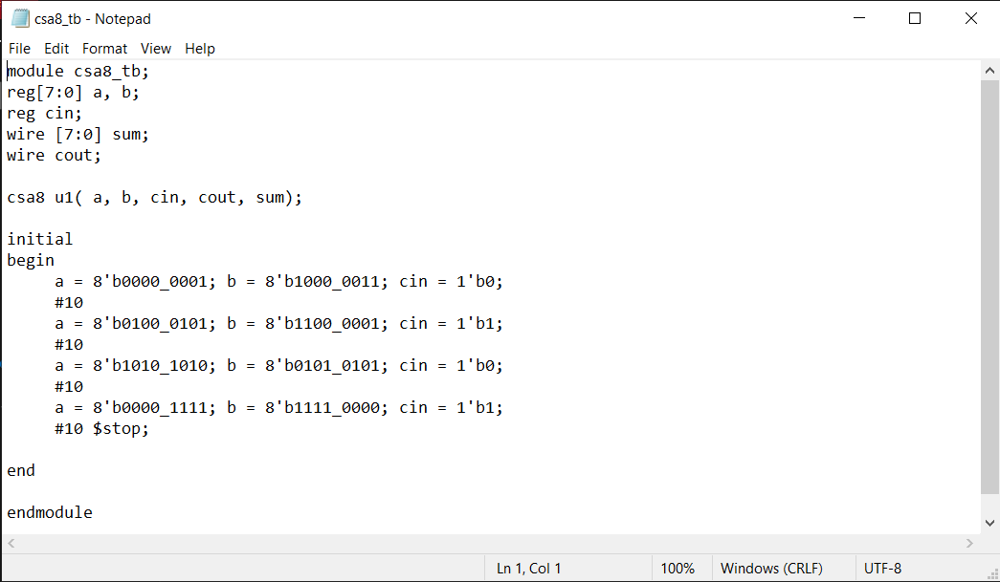 csa8_tb - Notepad
File Edit Format View Help
module csa8_tb;
reg[7:0] a, b;
reg cin;
wire [7:0] sum;
wire cout;
csa8 u1( a, b, cin, cout, sum);
initial
begin
a = 8'b0000_0001; b = 8'b1000_0011; cin = 1'b0;
#10
a = 8'b0100_0101; b = 8'b1100_0001; cin = 1'b1;
#10
a = 8'b1010_1010; b = 8'b0101_0101; cin = 1'b0;
#10
a = 8'b0000_1111; b = 8'b1111_0000; cin = 1'b1;
#10 $stop;
end
endmodule
Ln 1, Col 1 100% Windows (CRLF) UTF-8